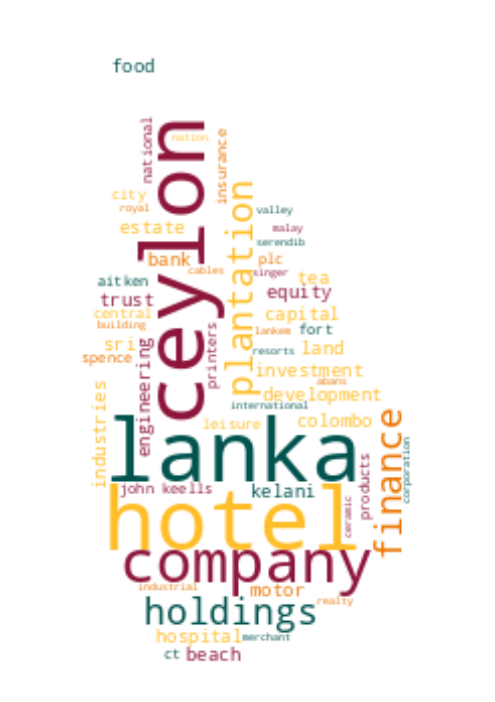 food
national
nation
insurance
ceylon
city
royal
plantation
valley
estate
malay
serendib
bank
plc
cables
singer
aitken
tea
trust
equity
central
capital
building
printers
lankem
fort
sri
engineering
resorts
land
spence
investment
abans
industries
development
international
lanka
leisure
colombo
finance
corporation
john keells
kelani
products
hotel
ceramic
company
industrial
motor
realty
holdings
hospital
merchant
ct
beach